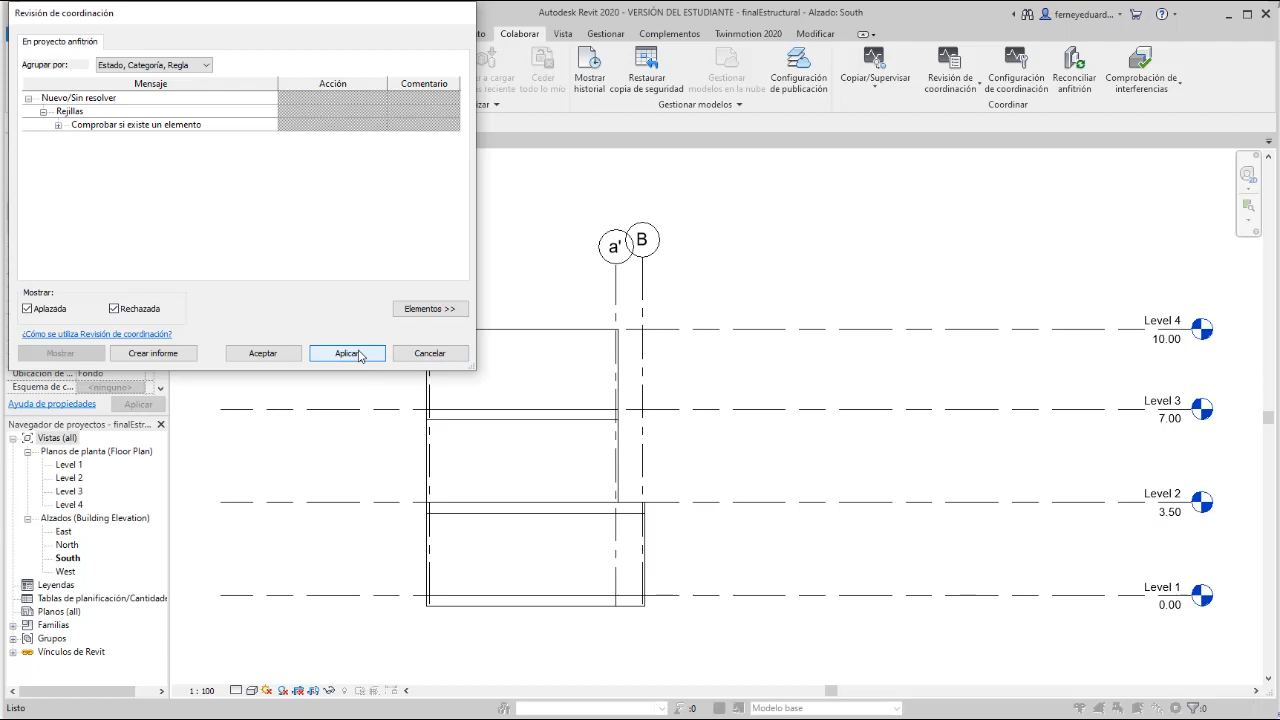 Revisión de coordinación
Autodesk Revit 2020 - VERSIÓN DEL ESTUDIANTE - finalEstructural - Alzado: South
ferneyeduard...
En proyecto anfitrión
Colaborar
Vista
Gestionar
Complementos
Twinmotion 2020
Modificar
Agrupar por:
Estado, Categoría, Regla
Mensaje
Acción
Comentario
Nuevo/Sin resolver
Rejillas
Comprobar si existe un elemento
Ceder
todo lo mío
Mostrar
historial
Restaurar
copia de seguridad
Gestionar
modelos en la nube
Configuración
de publicación
Copiar/Supervisar
Revisión de
coordinación
Configuración
de coordinación
Reconciliar
anfitrión
Comprobación de
interferencias
Gestionar modelos
Coordinar
Mostrar:
Aplazada
Rechazada
Elementos >>
¿Cómo se utiliza Revisión de coordinación?
Mostrar
Crear informe
Aceptar
Aplicar
Cancelar
Fondo
Esquema de c...
<ninguno>
Ayuda de propiedades
Aplicar
Navegador de proyectos - finalEstr...
Vistas (all)
Planos de planta (Floor Plan)
Level 1
Level 2
Level 3
Level 4
Alzados (Building Elevation)
East
North
South
West
Leyendas
Tablas de planificación/Cantidade
Planos (all)
Familias
Grupos
Vínculos de Revit
a'
B
Level 4
10.00
Level 3
7.00
Level 2
3.50
Level 1
0.00
1 : 100
Listo
:0
Modelo base
:0